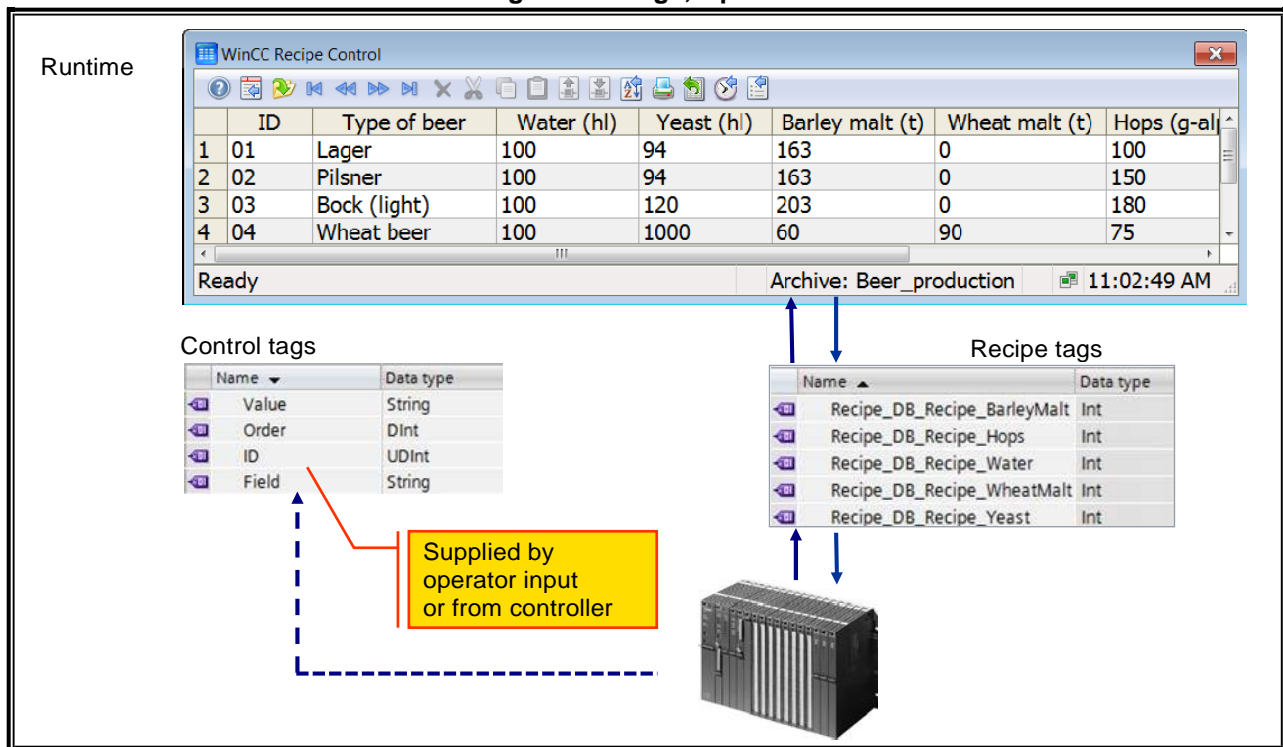 Runtime
WinCC Recipe Control
ID Type of beer Water (hl) Yeast (hl) Barley malt (t) Wheat malt (t) Hops (g-alp
1 01 Lager 100 94 163 0 100
2 02 Pilsner 100 94 163 0 150
3 03 Bock (light) 100 120 203 0 180
4 04 Wheat beer 100 1000 60 90 75
Ready Archive: Beer_production 11:02:49 AM
Control tags
Name Data type
Value String
Order DInt
ID UDInt
Field String
Recipe tags
Name Data type
Recipe_DB_Recipe_BarleyMalt Int
Recipe_DB_Recipe_Hops Int
Recipe_DB_Recipe_Water Int
Recipe_DB_Recipe_WheatMalt Int
Recipe_DB_Recipe_Yeast Int
Supplied by
operator input
or from controller